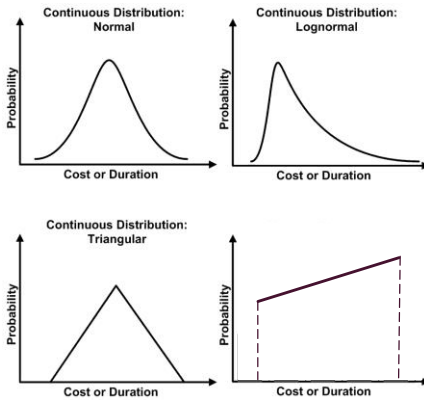 Continuous Distribution:
Normal
Probability
Cost or Duration
Continuous Distribution:
Lognormal
Probability
Cost or Duration
Continuous Distribution:
Triangular
Probability
Cost or Duration
Probability
Cost or Duration